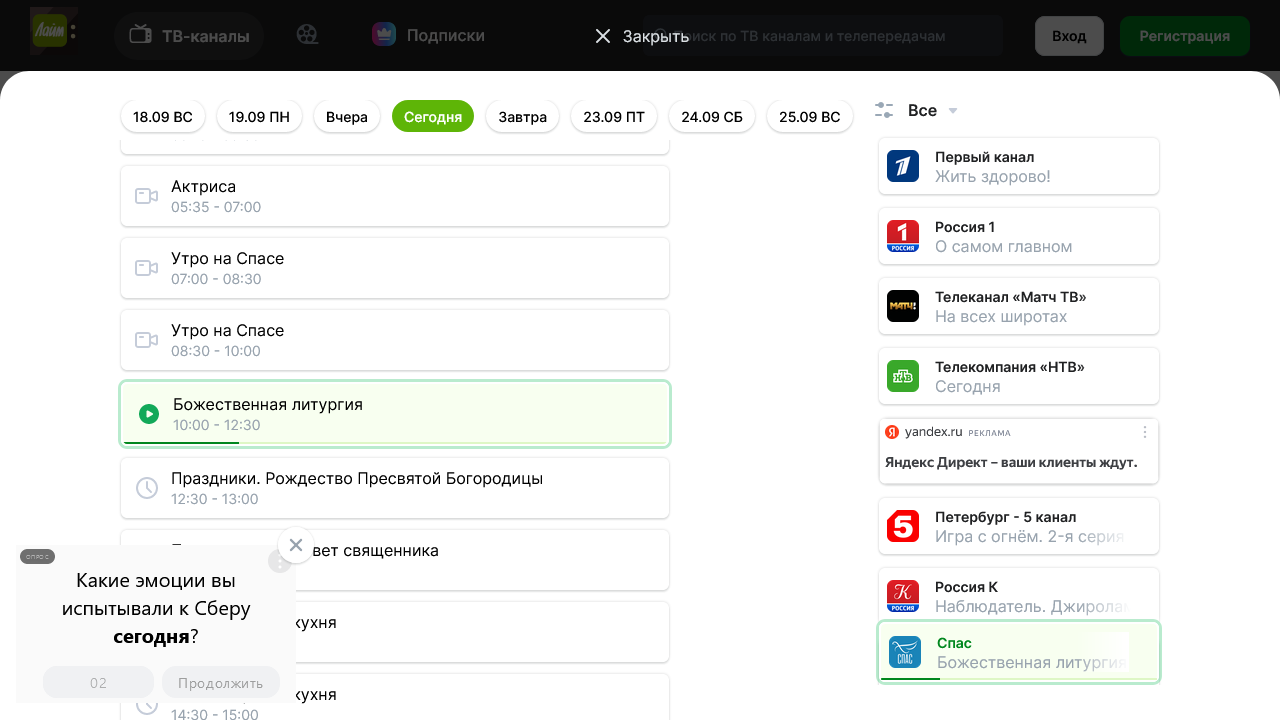 Лайм
ТВ-каналы
Подписки
Закрыть
Поиск по ТВ каналам и телепередачам
Вход
Регистрация
18.09 ВС
19.09 ПН
Вчера
Сегодня
Завтра
23.09 ПТ
24.09 СБ
25.09 ВС
Все
Актриса
05:35 - 07:00
Утро на Спасе
07:00 - 08:30
Утро на Спасе
08:30 - 10:00
Божественная литургия
10:00 - 12:30
Праздники. Рождество Пресвятой Богородицы
12:30 - 13:00
вет священника
кухня
кухня
14:30 - 15:00
Первый канал
Жить здорово!
Россия 1
О самом главном
Телеканал «Матч ТВ»
На всех широтах
Телекомпания «НТВ»
Сегодня
yandex.ru РЕКЛАМА
Яндекс Директ – ваши клиенты ждут.
Петербург - 5 канал
Игра с огнём. 2-я серия
Россия К
Наблюдатель. Джирола
Спас
Божественная литургия
ОПРОС
Какие эмоции вы
испытывали к Сберу
сегодня?
02
Продолжить